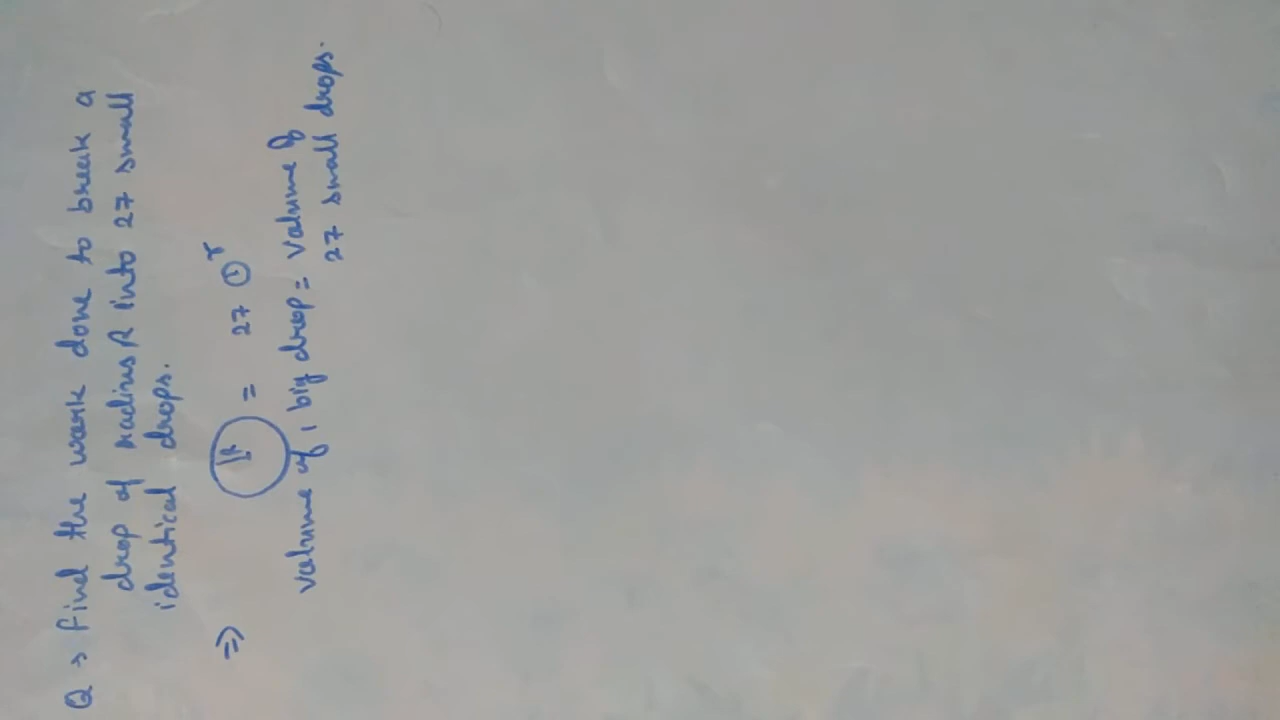 Q → Find the work done to break a
drop of radius R into 27 small
identical drops.
⇒ R = 27 r
volume of 1 big drop = volume of
27 small drops.